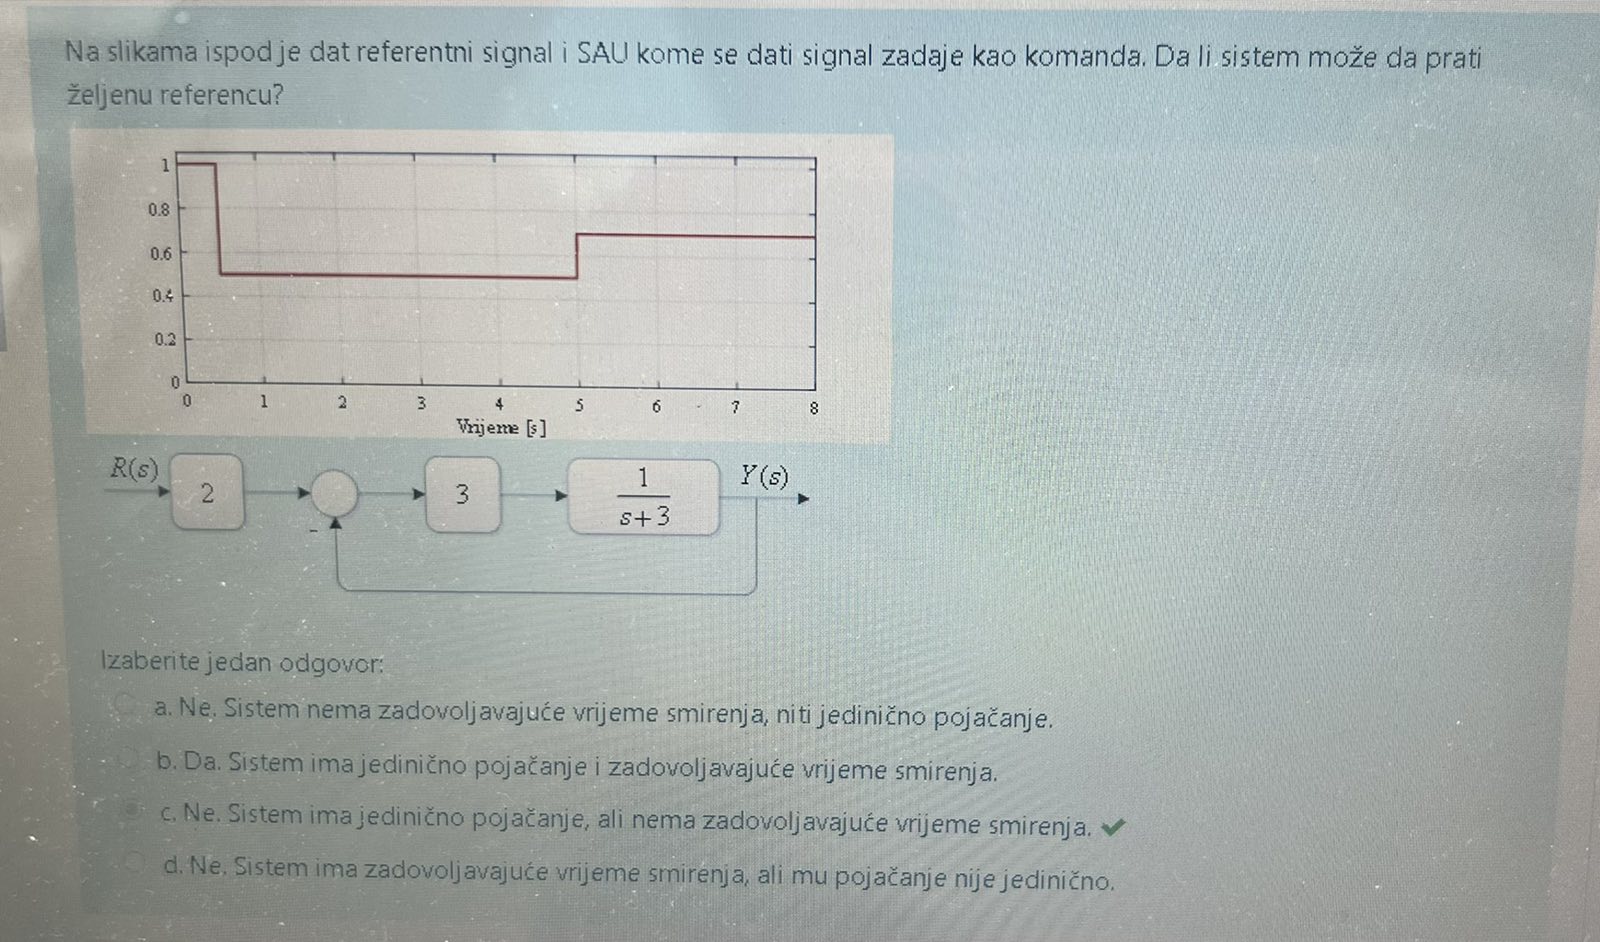 Na slikama ispod je dat referentni signal i SAU kome se dati signal zadaje kao komanda. Da li sistem može da prati
željenu referencu?
1
0.8
0.6
0.4
0.2
0
0 1 2 3 4 5 6 7 8
Vrijeme [s]
R(s) 2 3 1 Y(s)
s+3
-
Izaberite jedan odgovor:
a. Ne. Sistem nema zadovoljavajuće vrijeme smirenja, niti jedinično pojačanje.
b. Da. Sistem ima jedinično pojačanje i zadovoljavajuće vrijeme smirenja.
c. Ne. Sistem ima jedinično pojačanje, ali nema zadovoljavajuće vrijeme smirenja.
d. Ne. Sistem ima zadovoljavajuće vrijeme smirenja, ali mu pojačanje nije jedinično.